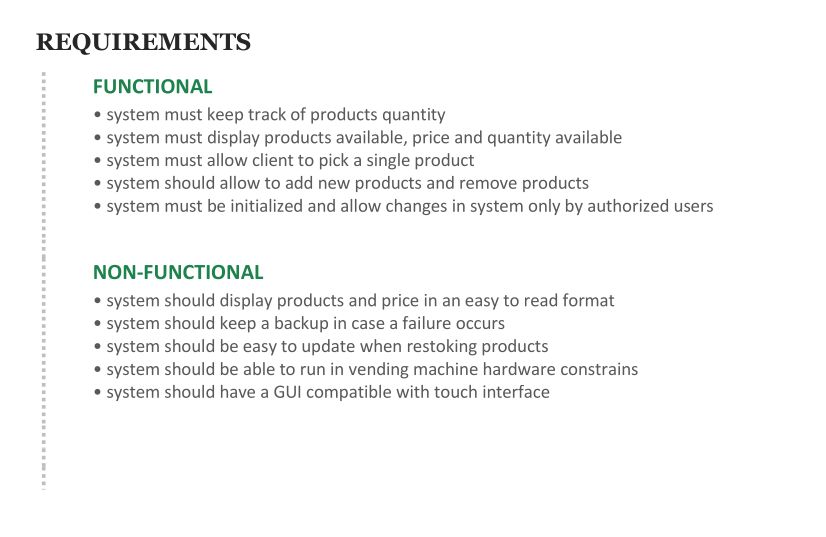 REQUIREMENTS
FUNCTIONAL
• system must keep track of products quantity
• system must display products available, price and quantity available
• system must allow client to pick a single product
• system should allow to add new products and remove products
• system must be initialized and allow changes in system only by authorized users
NON-FUNCTIONAL
• system should display products and price in an easy to read format
• system should keep a backup in case a failure occurs
• system should be easy to update when restoking products
• system should be able to run in vending machine hardware constrains
• system should have a GUI compatible with touch interface